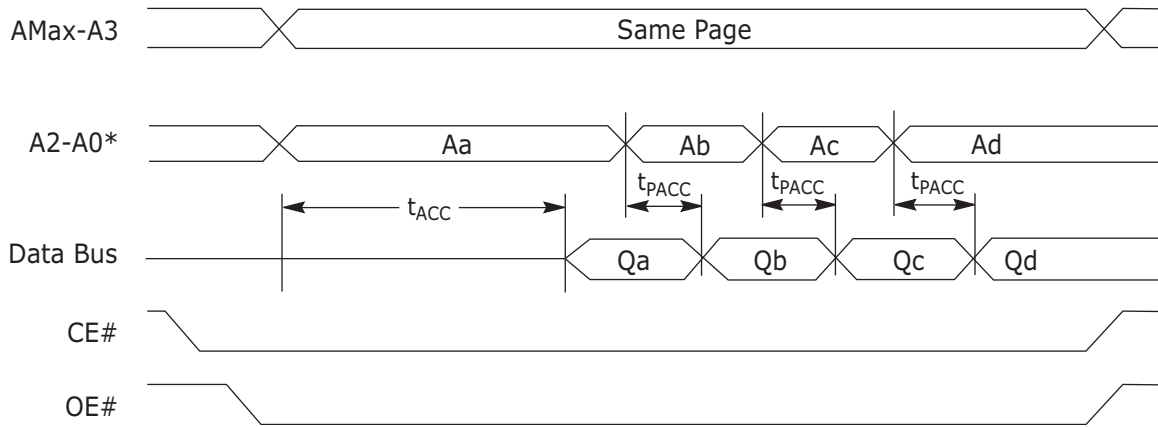 AMax-A3 Same Page
A2-A0* Aa Ab Ac Ad
tPACC tPACC tPACC
tACC
Data Bus Qa Qb Qc Qd
CE#
OE#